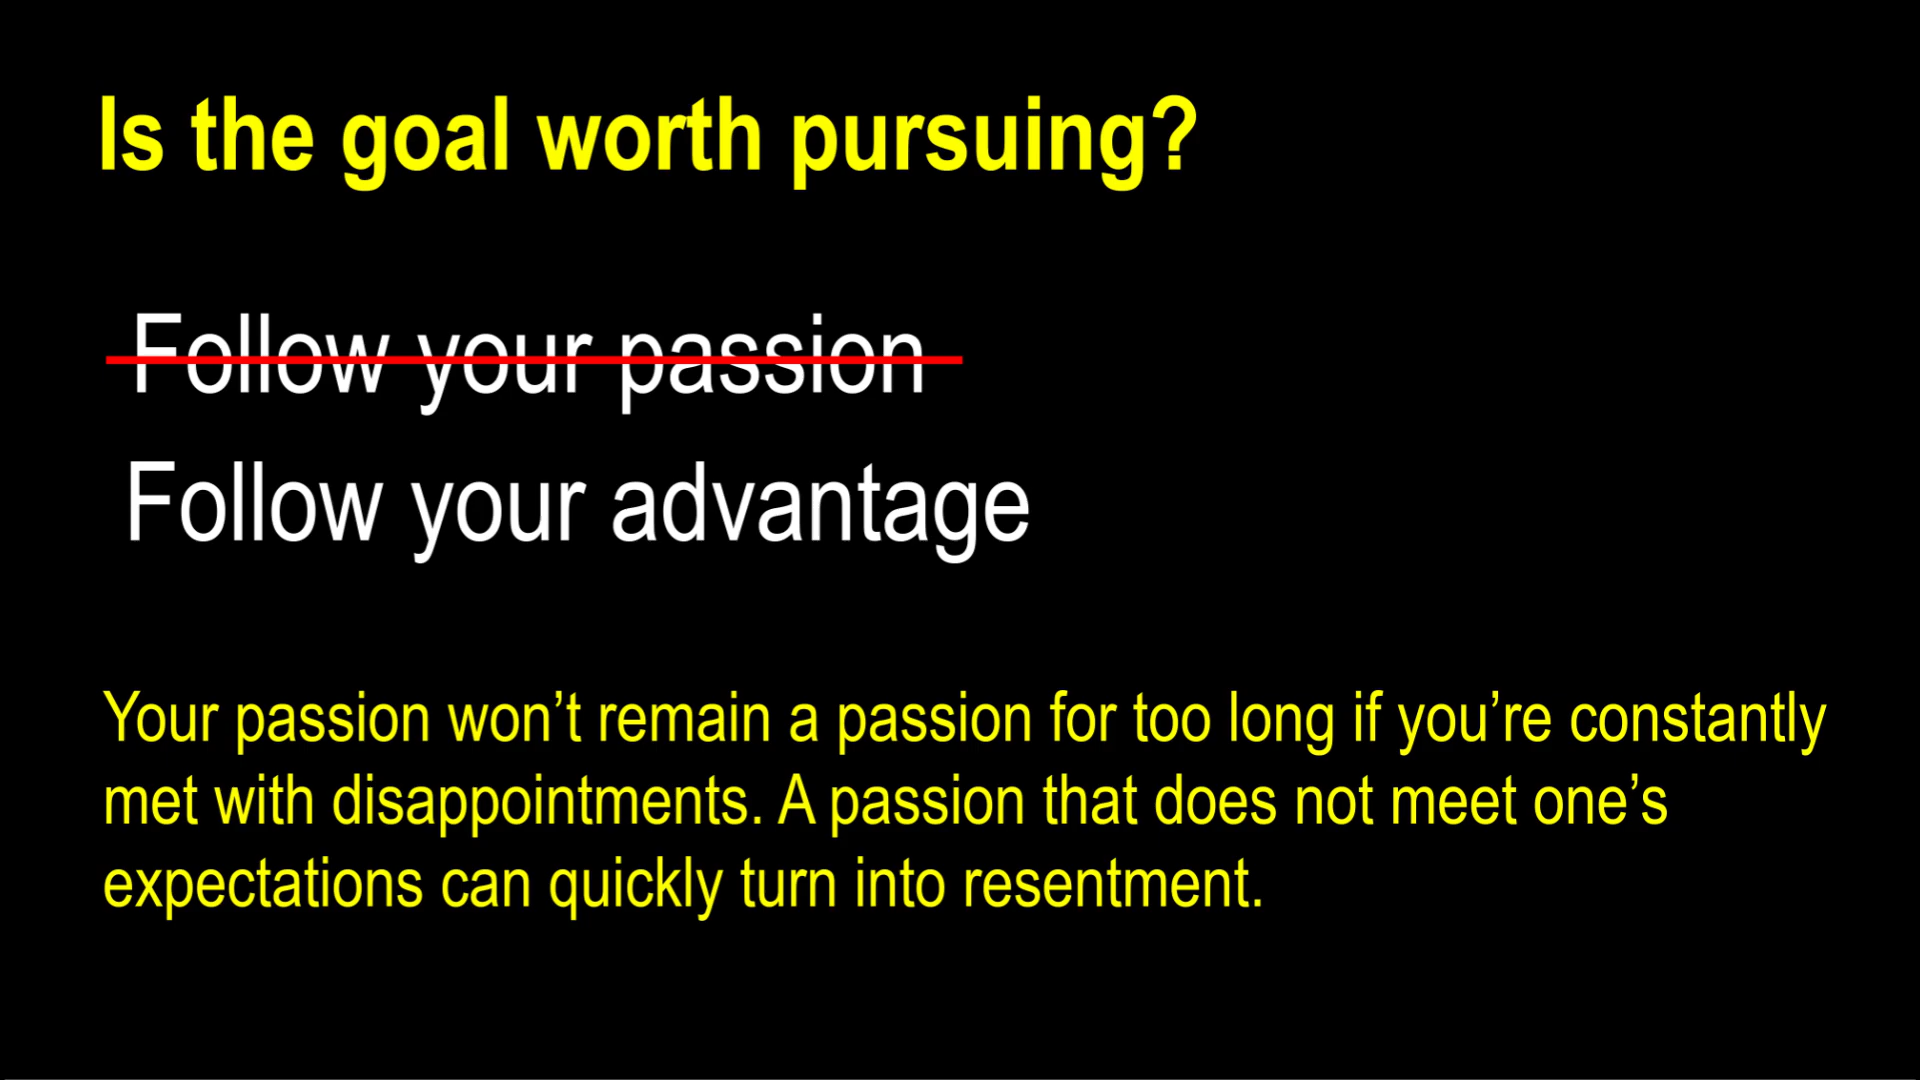 Is the goal worth pursuing?
Follow your passion
Follow your advantage
Your passion won’t remain a passion for too long if you’re constantly
met with disappointments. A passion that does not meet one’s
expectations can quickly turn into resentment.